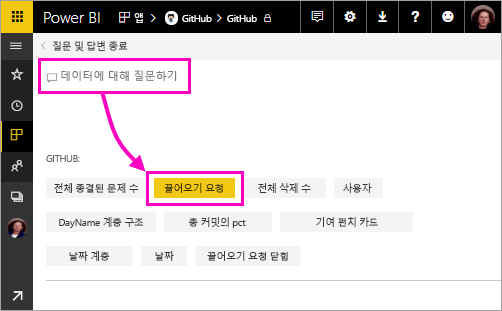 Power BI 앱 > GitHub > GitHub
< 질문 및 답변 종료
데이터에 대해 질문하기
GITHUB:
전체 종결된 문제 수 끌어오기 요청 전체 삭제 수 사용자
DayName 계층 구조 총 커밋의 pct 기여 펀치 카드
날짜 계층 날짜 끌어오기 요청 닫힘